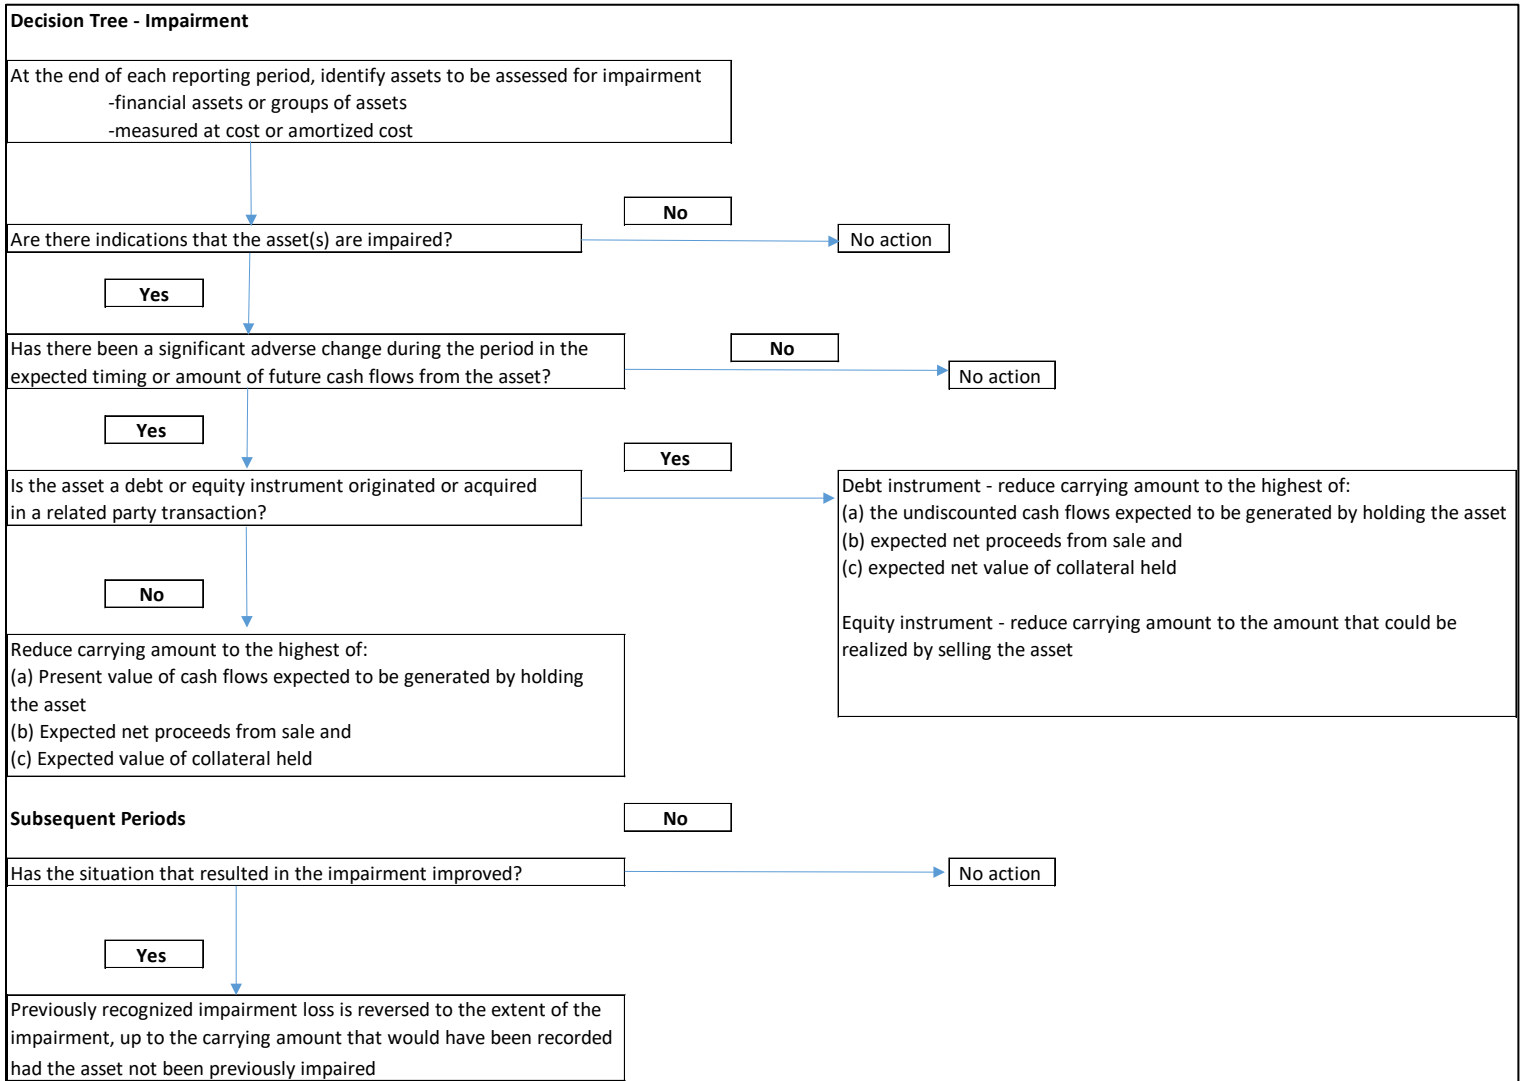 Decision Tree - Impairment
At the end of each reporting period, identify assets to be assessed for impairment
-financial assets or groups of assets
-measured at cost or amortized cost
No
Are there indications that the asset(s) are impaired?
No action
Yes
Has there been a significant adverse change during the period in the
expected timing or amount of future cash flows from the asset?
No
No action
Yes
Yes
Is the asset a debt or equity instrument originated or acquired
in a related party transaction?
Debt instrument - reduce carrying amount to the highest of:
(a) the undiscounted cash flows expected to be generated by holding the asset
(b) expected net proceeds from sale and
(c) expected net value of collateral held
Equity instrument - reduce carrying amount to the amount that could be
realized by selling the asset
No
Reduce carrying amount to the highest of:
(a) Present value of cash flows expected to be generated by holding
the asset
(b) Expected net proceeds from sale and
(c) Expected value of collateral held
Subsequent Periods
No
Has the situation that resulted in the impairment improved?
No action
Yes
Previously recognized impairment loss is reversed to the extent of the
impairment, up to the carrying amount that would have been recorded
had the asset not been previously impaired